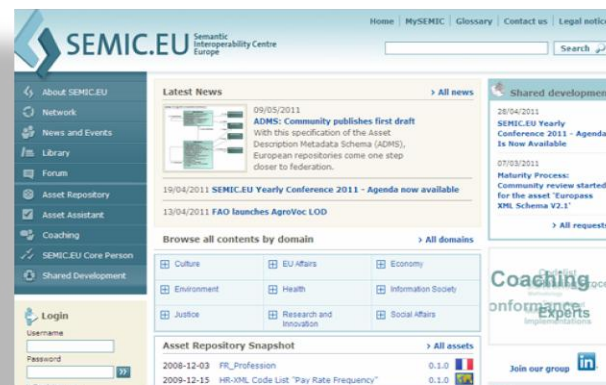 Home | MySEMIC | Glossary | Contact us | Legal notice
SEMIC.EU
Semantic
Interoperability Centre
Europe
Search
About SEMIC.EU
Network
News and Events
Library
Forum
Asset Repository
Asset Assistant
Coaching
SEMIC.EU Core Person
Shared Development
Login
Username
Password
Latest News
> All news
09/05/2011
ADMS: Community publishes first draft
With this specification of the Asset
Description Metadata Schema (ADMS),
European repositories come one step
closer to federation.
19/04/2011 SEMIC.EU Yearly Conference 2011 - Agenda now available
13/04/2011 FAO launches AgroVoc LOD
Browse all contents by domain
> All domains
Culture
EU Affairs
Economy
Environment
Health
Information Society
Justice
Research and
Innovation
Social Affairs
Asset Repository Snapshot
> All assets
2008-12-03 FR_Profession 0.1.0
2009-12-15 HR-XML Code List "Pay Rate Frequency" 0.1.0
Shared developmen
28/04/2011
SEMIC.EU Yearly
Conference 2011 - Agenda
Is Now Available
07/03/2011
Maturity Process:
Community review started
for the asset 'Europass
XML Schema V2.1'
> All requests
Coaching
onformance
Experts
Implementations
Join our group in